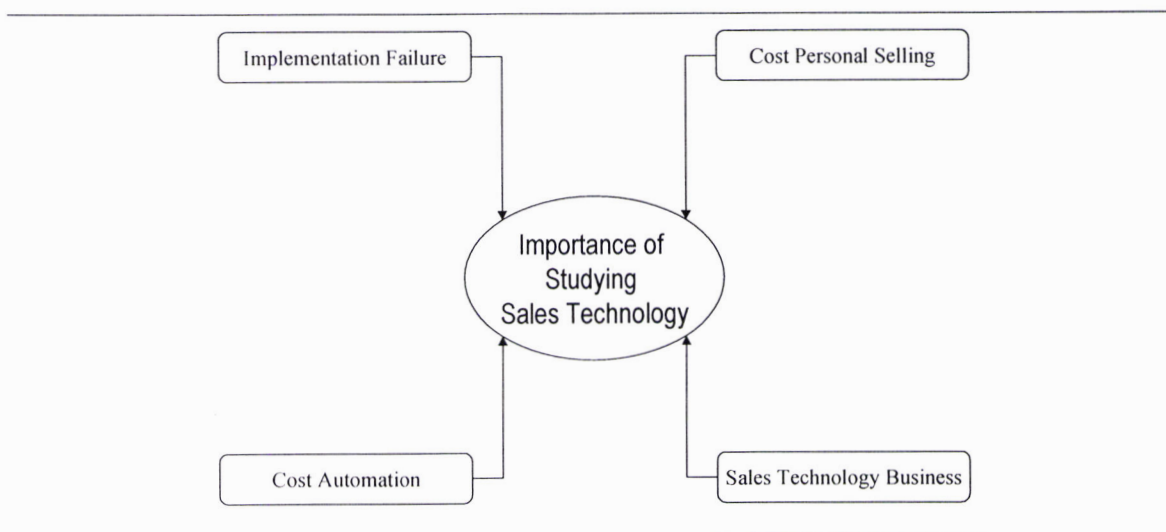 Implementation Failure
Cost Personal Selling
Importance of
Studying
Sales Technology
Cost Automation
Sales Technology Business